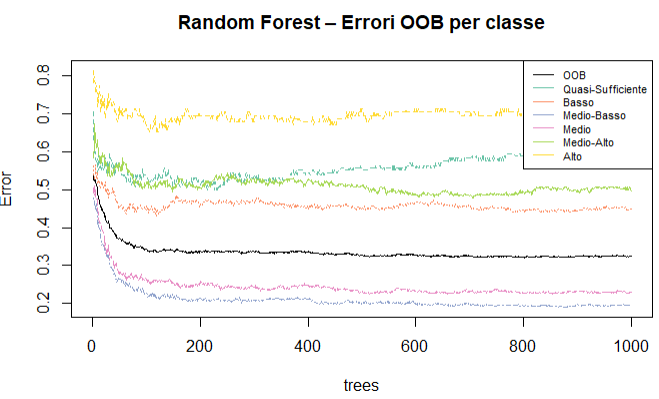 Random Forest – Errori OOB per classe
OOB
Quasi-Sufficiente
Basso
Medio-Basso
Medio
Medio-Alto
Alto
Error
0.8
0.7
0.6
0.5
0.4
0.3
0.2
0 200 400 600 800 1000
trees